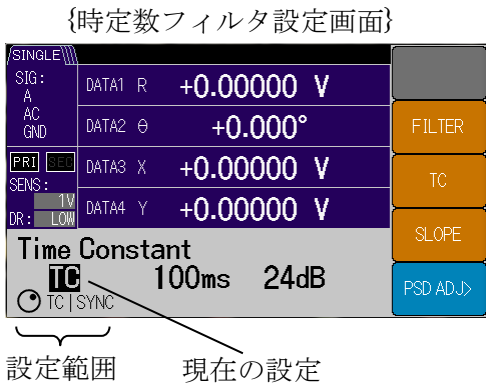 {時定数フィルタ設定画面}
SINGLE
SIG:
A
AC
GND
DATA1 R +0.00000 V
DATA2 θ +0.000°
FILTER
PRI SEC
SENS:
1V
DR: LOW
DATA3 X +0.00000 V
DATA4 Y +0.00000 V
TC
SLOPE
Time Constant
TC 100ms 24dB
TC|SYNC
PSD ADJ>
設定範囲 現在の設定